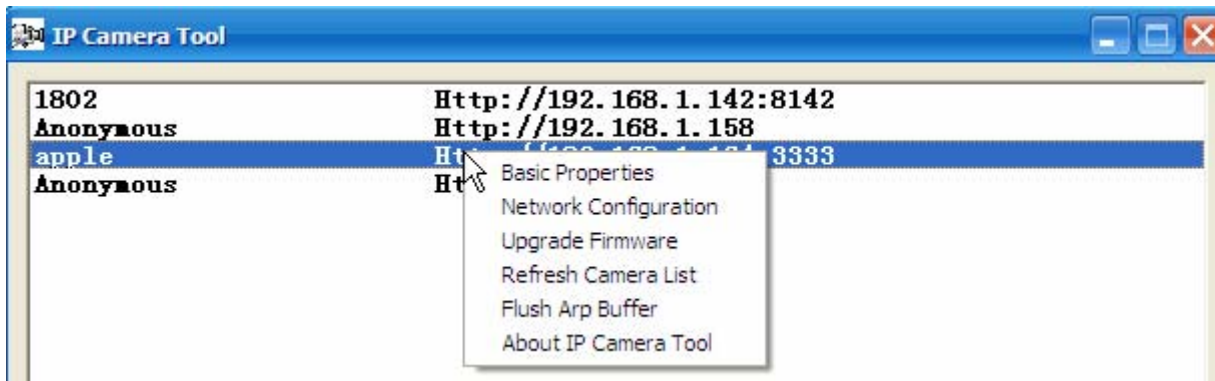 IP Camera Tool
1802 Http://192.168.1.142:8142
Anonymous Http://192.168.1.158
apple 3333
Anonymous
Basic Properties
Network Configuration
Upgrade Firmware
Refresh Camera List
Flush Arp Buffer
About IP Camera Tool